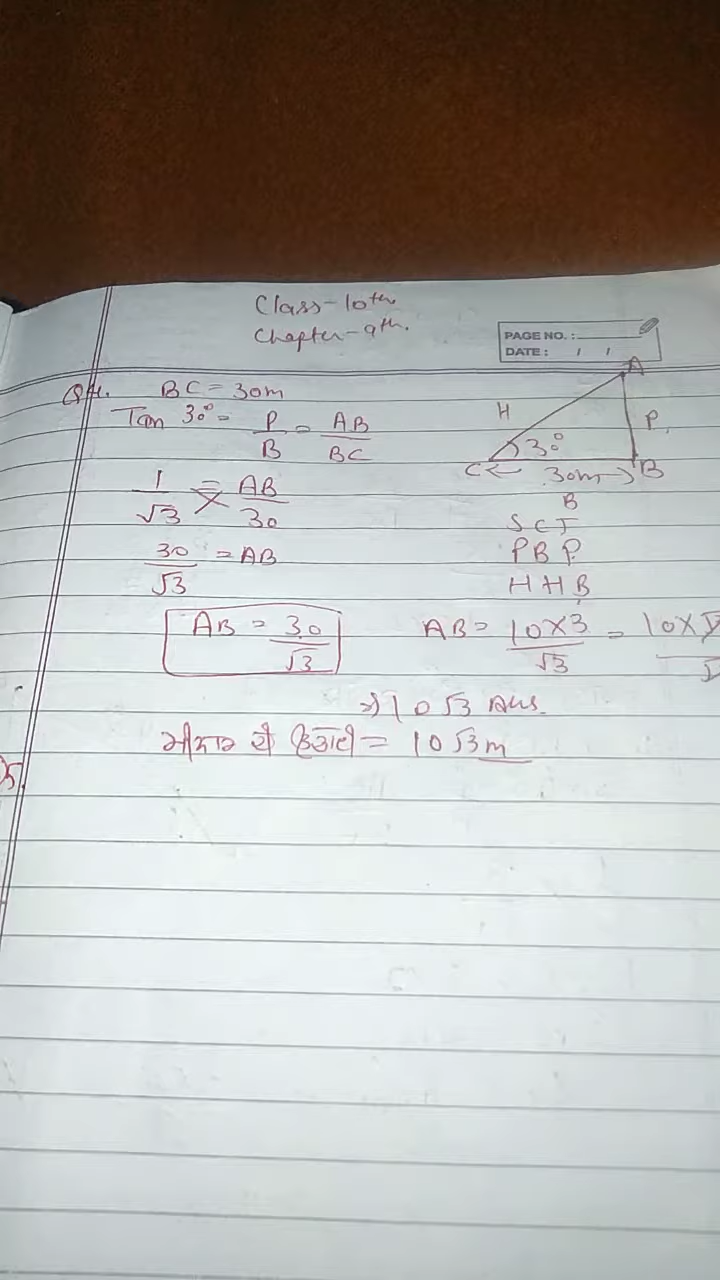 Class-10th
Chapter-9th.
PAGE NO. :
DATE : / /
Q4. BC = 30m
Tan 30° = P/B = AB/BC
1/√3 = AB/30
30/√3 = AB
AB = 30/√3
A
H
P
30°
C
30m
B
B
S C T
P B P
H H B
AB = 10×3/√3 = 10×
⇒ 10√3 Ans.
मीनार की ऊँचाई = 10√3m